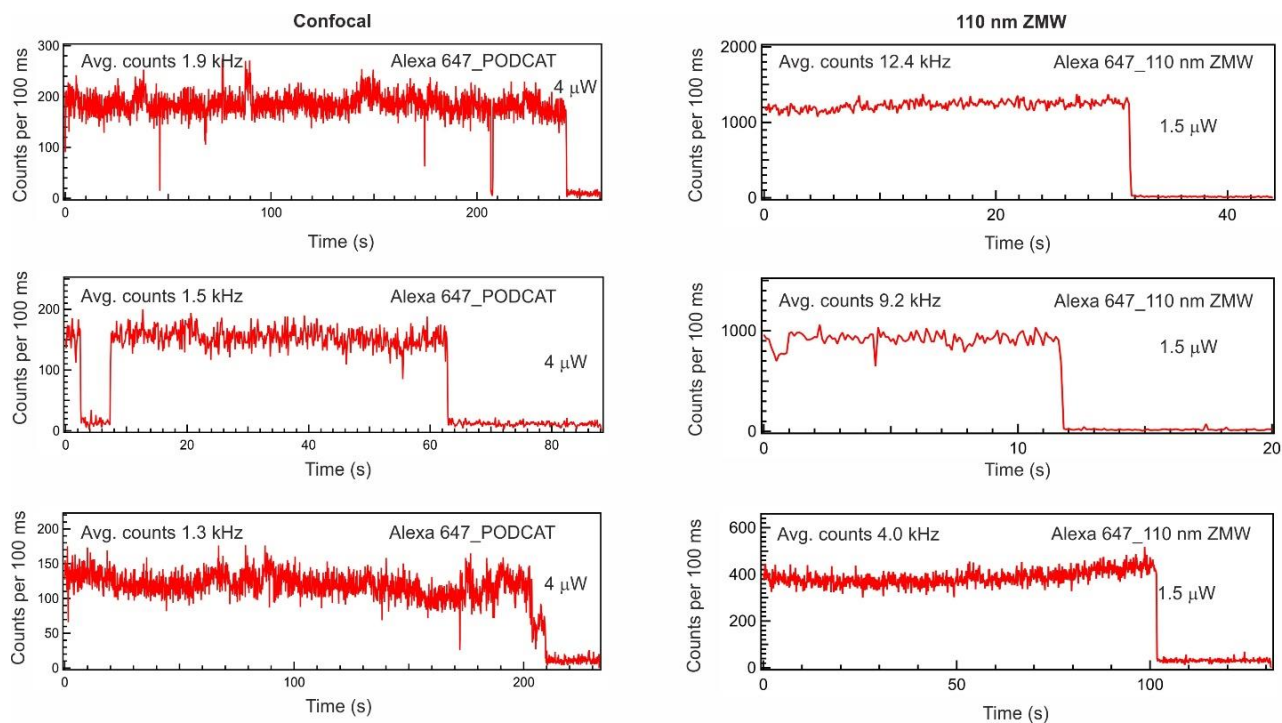 Confocal
110 nm ZMW
Counts per 100 ms
300
200
100
0
Avg. counts 1.9 kHz
Alexa 647_PODCAT
4 μW
0
100
200
Time (s)
Counts per 100 ms
2000
1000
0
Avg. counts 12.4 kHz
Alexa 647_110 nm ZMW
1.5 μW
0
20
40
Time (s)
Counts per 100 ms
200
100
0
Avg. counts 1.5 kHz
Alexa 647_PODCAT
4 μW
0
20
40
60
80
Time (s)
Counts per 100 ms
1000
0
Avg. counts 9.2 kHz
Alexa 647_110 nm ZMW
1.5 μW
0
10
20
Time (s)
Counts per 100 ms
200
150
100
50
0
Avg. counts 1.3 kHz
Alexa 647_PODCAT
4 μW
0
100
200
Time (s)
Counts per 100 ms
600
400
200
0
Avg. counts 4.0 kHz
Alexa 647_110 nm ZMW
1.5 μW
0
50
100
Time (s)